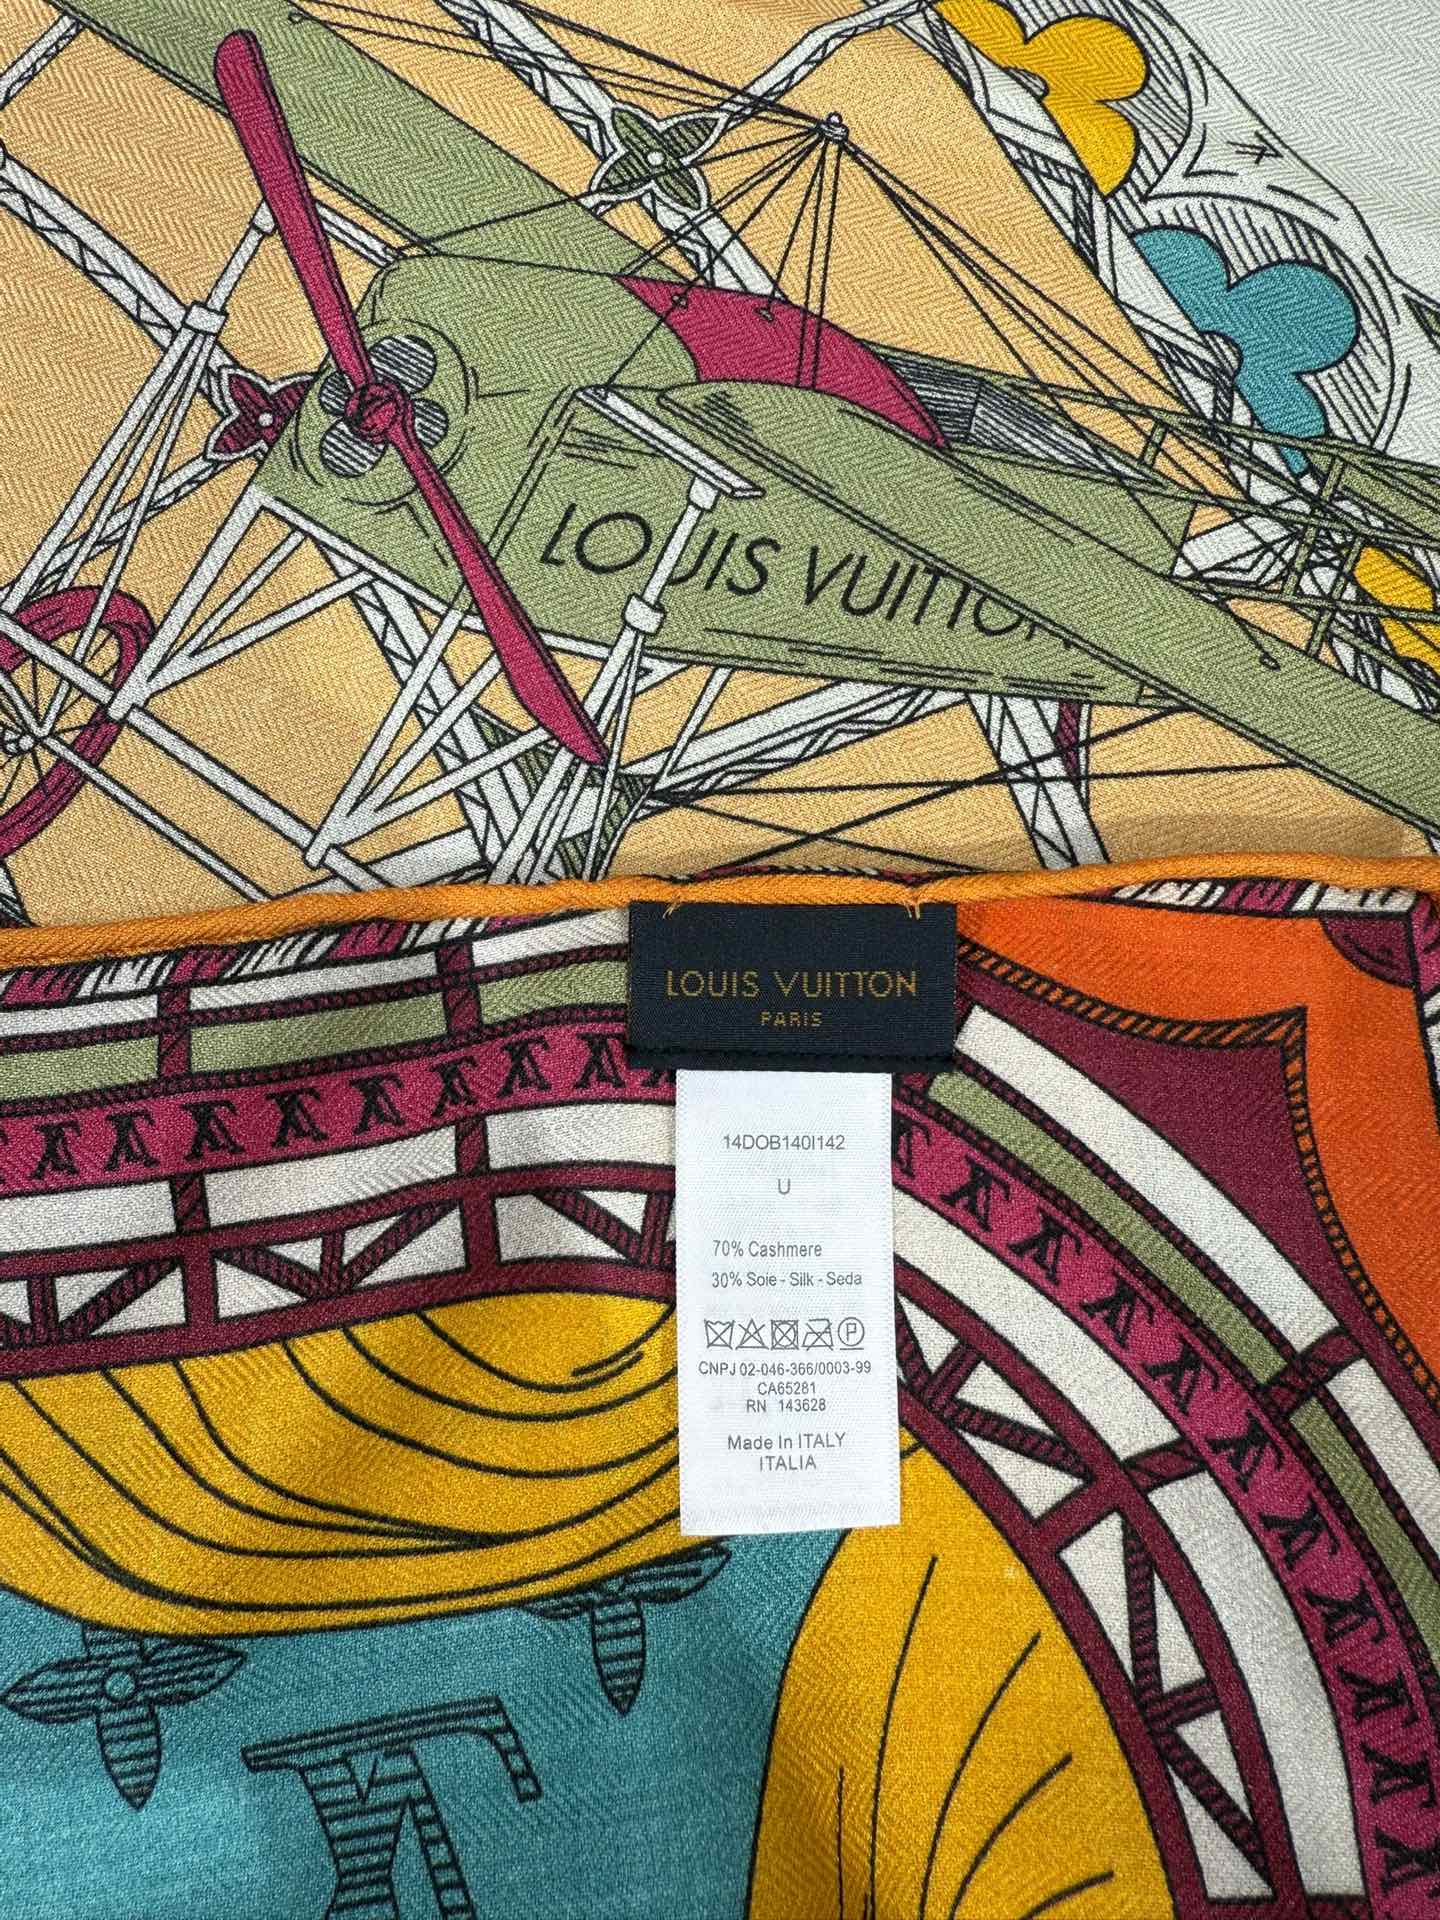 LOUIS VUITTON
LOUIS VUITTON
PARIS
14DOB140I142
U
70% Cashmere
30% Soie - Silk - Seda
P
CNPJ 02-046-366/0003-99
CA65281
RN 143628
Made In ITALY
ITALIA